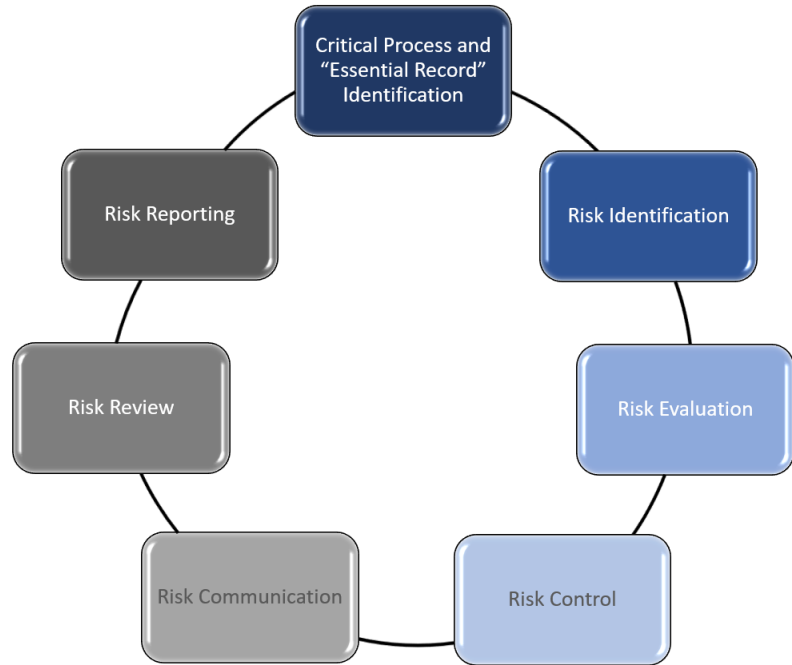 Critical Process and
“Essential Record”
Identification
Risk Identification
Risk Evaluation
Risk Control
Risk Communication
Risk Review
Risk Reporting